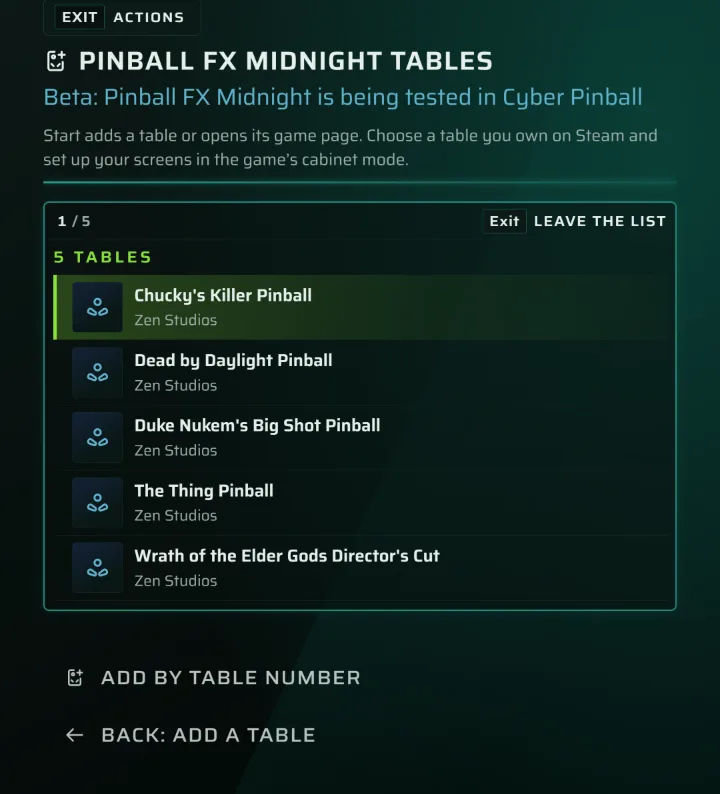 EXIT ACTIONS
PINBALL FX MIDNIGHT TABLES
Beta: Pinball FX Midnight is being tested in Cyber Pinball
Start adds a table or opens its game page. Choose a table you own on Steam and
set up your screens in the game's cabinet mode.
1 / 5 Exit LEAVE THE LIST
5 TABLES
Chucky's Killer Pinball
Zen Studios
Dead by Daylight Pinball
Zen Studios
Duke Nukem's Big Shot Pinball
Zen Studios
The Thing Pinball
Zen Studios
Wrath of the Elder Gods Director's Cut
Zen Studios
ADD BY TABLE NUMBER
BACK: ADD A TABLE